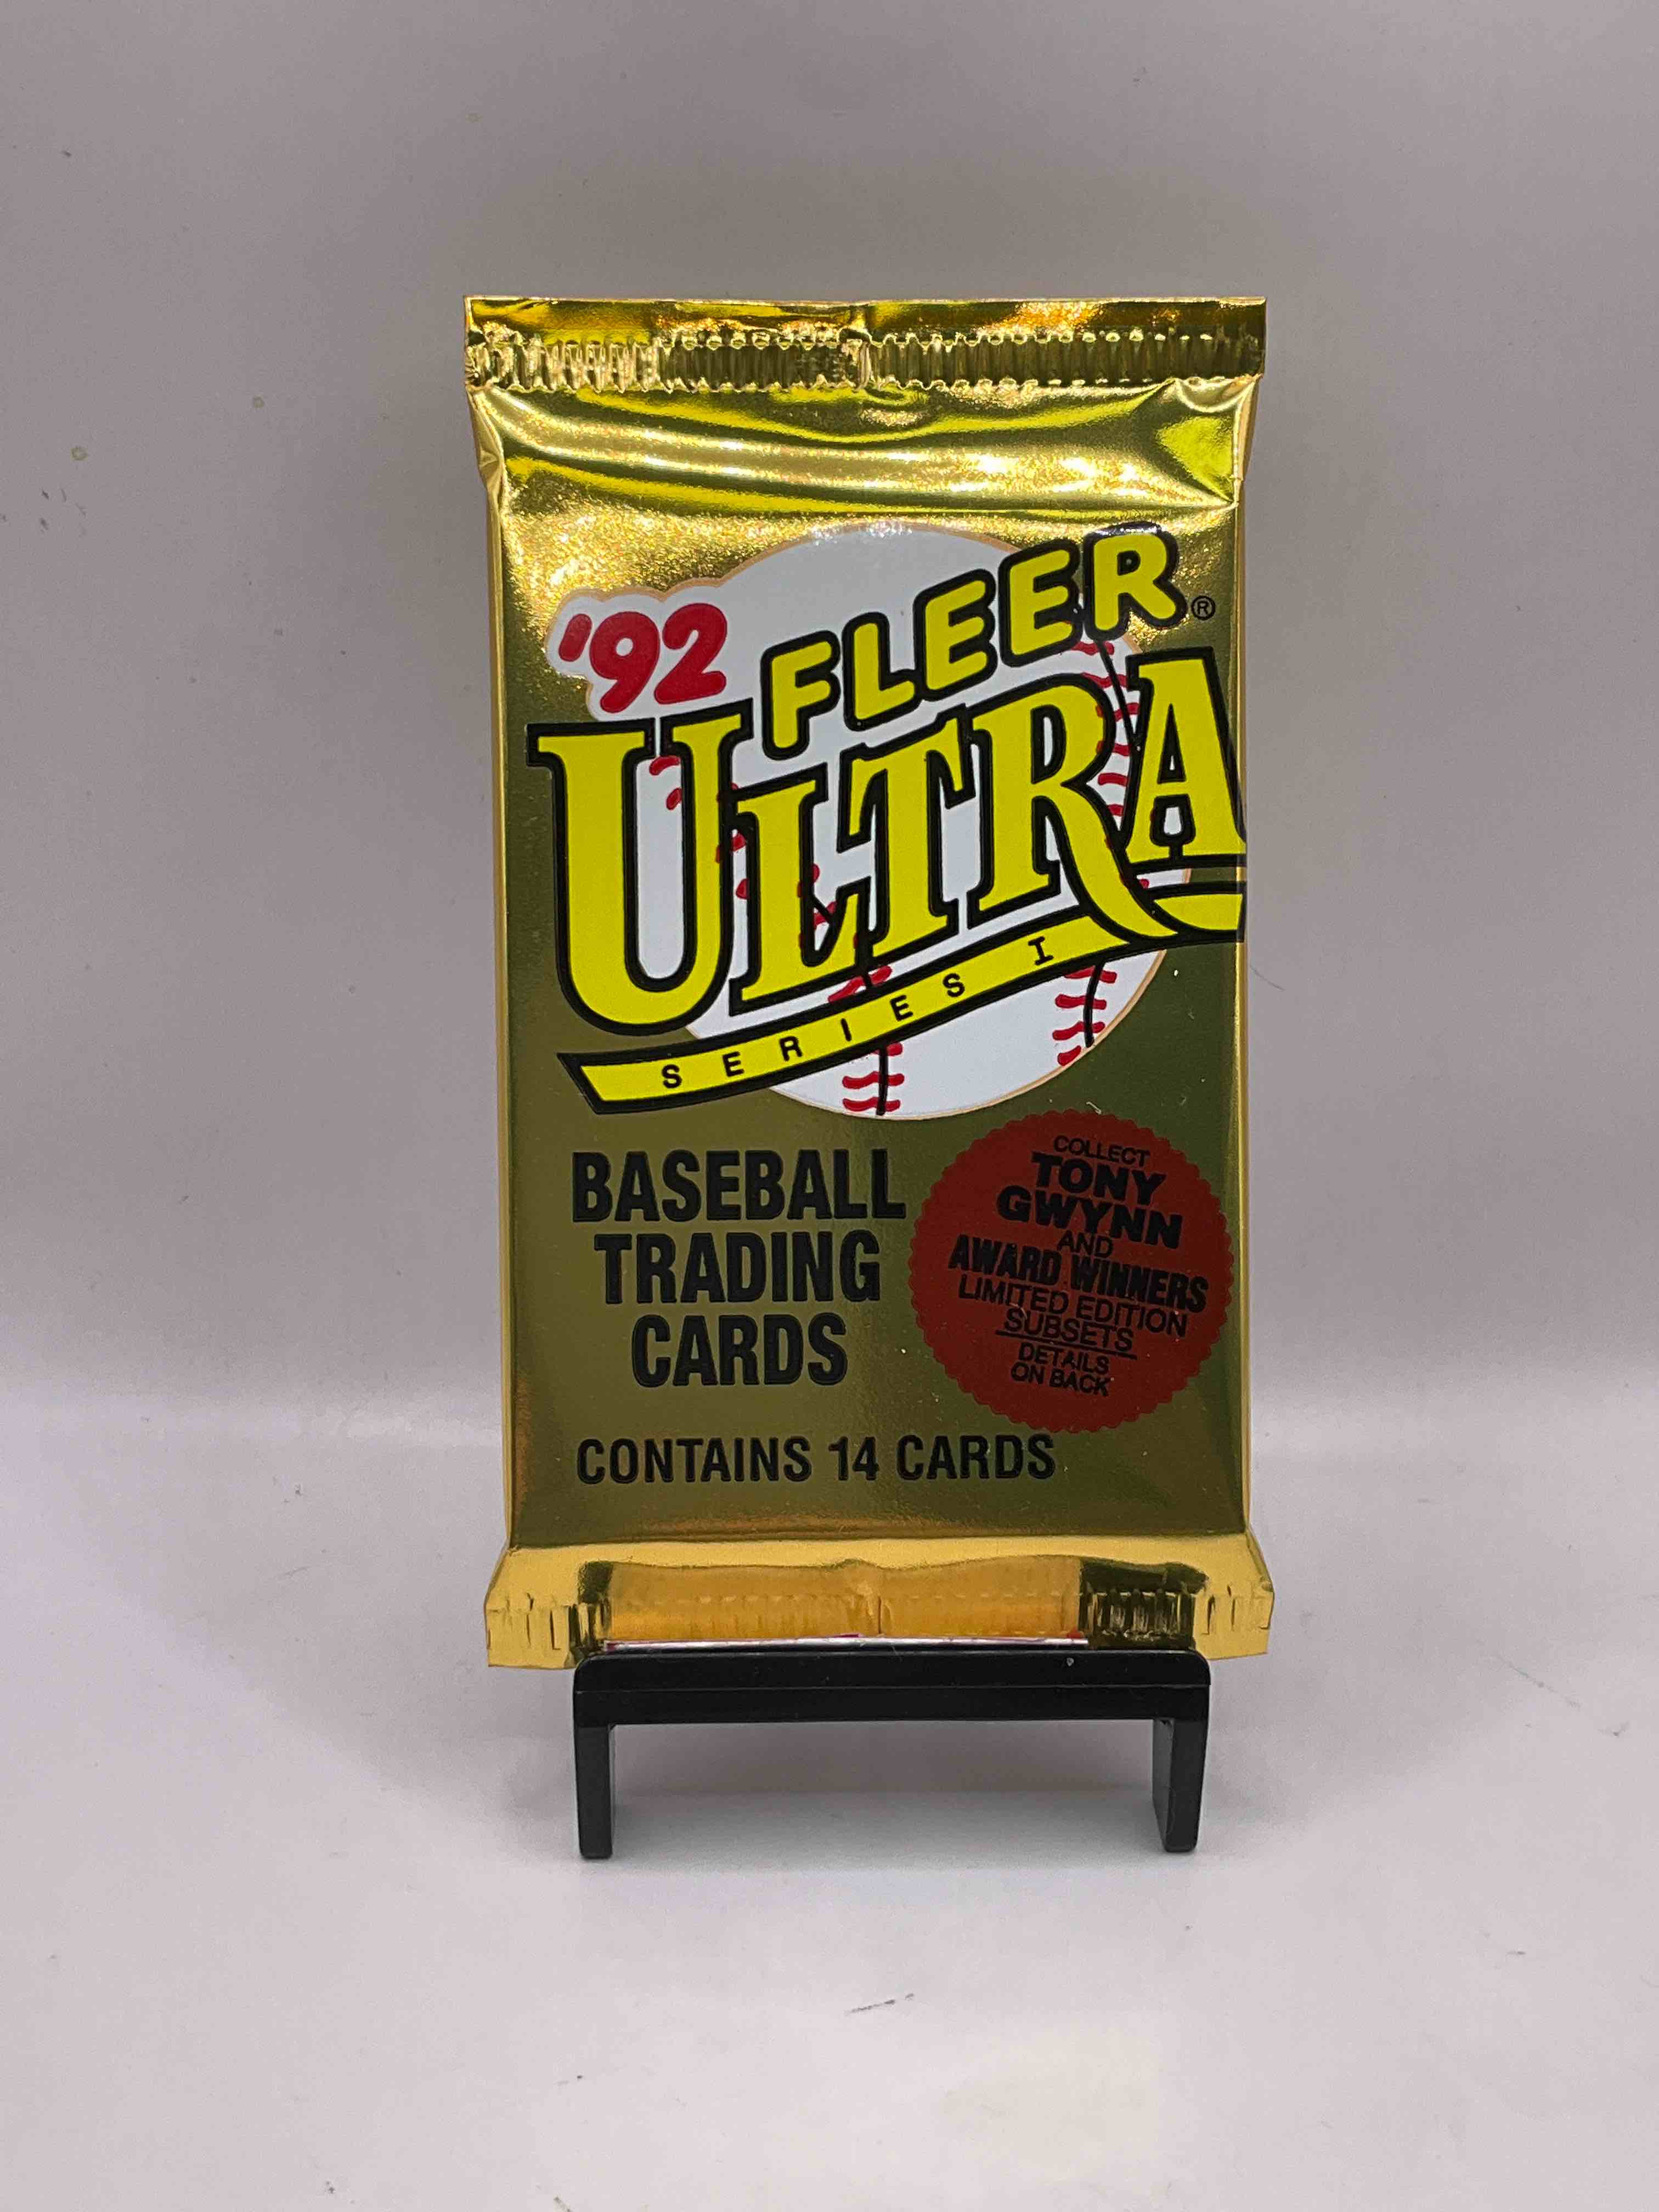 '92 FLEER®
ULTRA
SERIES I
BASEBALL
TRADING
CARDS
COLLECT
TONY
GWYNN
AND
AWARD WINNERS
LIMITED EDITION
SUBSETS
DETAILS
ON BACK
CONTAINS 14 CARDS